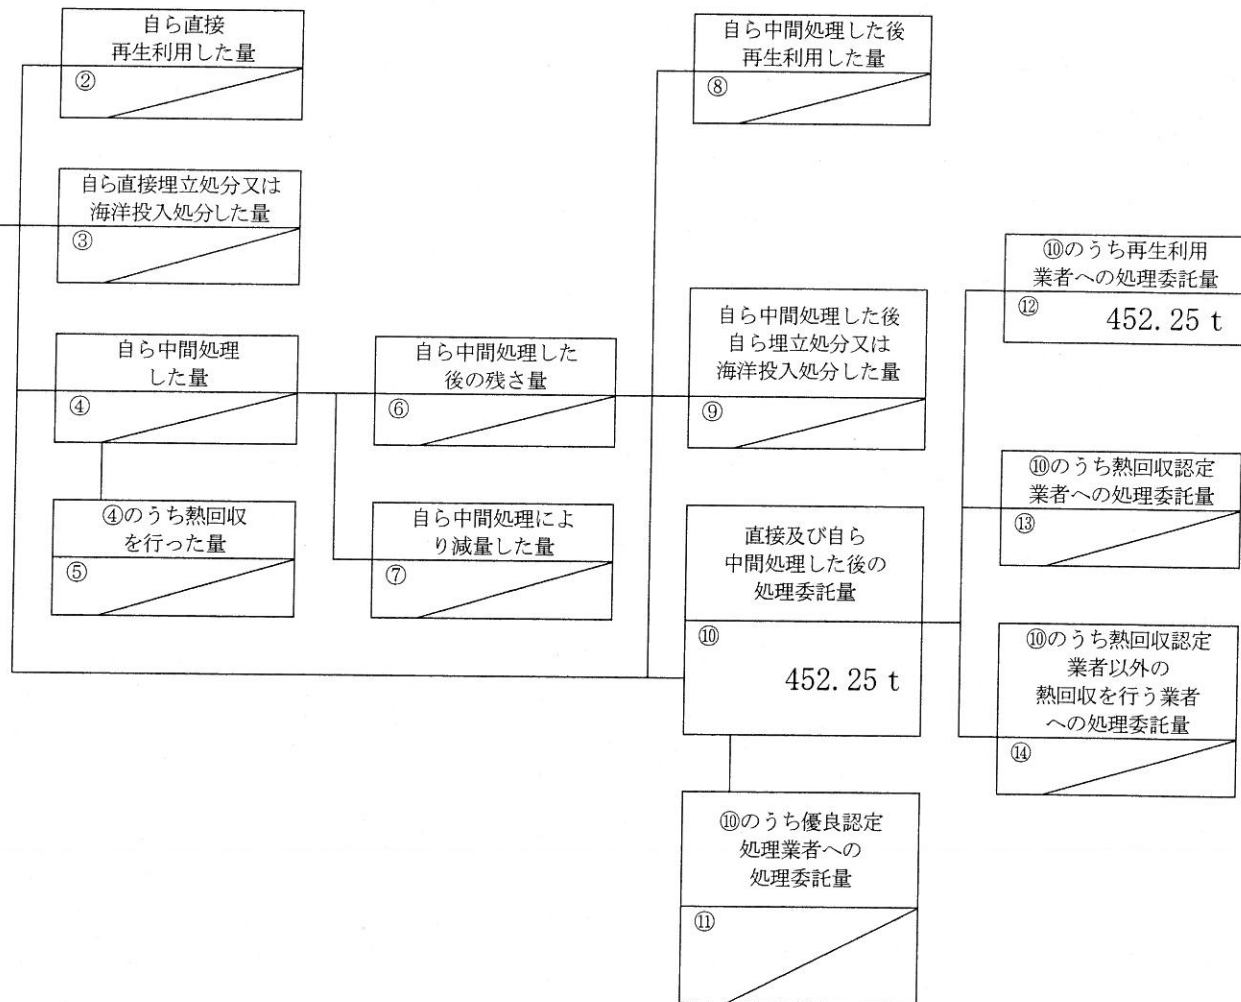 自ら直接
再生利用した量
②
自ら直接埋立処分又は
海洋投入処分した量
③
自ら中間処理
した量
④
④のうち熱回収
を行った量
⑤
自ら中間処理した
後の残さ量
⑥
自ら中間処理によ
り減量した量
⑦
自ら中間処理した後
再生利用した量
⑧
自ら中間処理した後
自ら埋立処分又は
海洋投入処分した量
⑨
直接及び自ら
中間処理した後の
処理委託量
⑩
452.25 t
⑩のうち優良認定
処理業者への
処理委託量
⑪
⑩のうち再生利用
業者への処理委託量
⑫
452.25 t
⑩のうち熱回収認定
業者への処理委託量
⑬
⑩のうち熱回収認定
業者以外の
熱回収を行う業者
への処理委託量
⑭